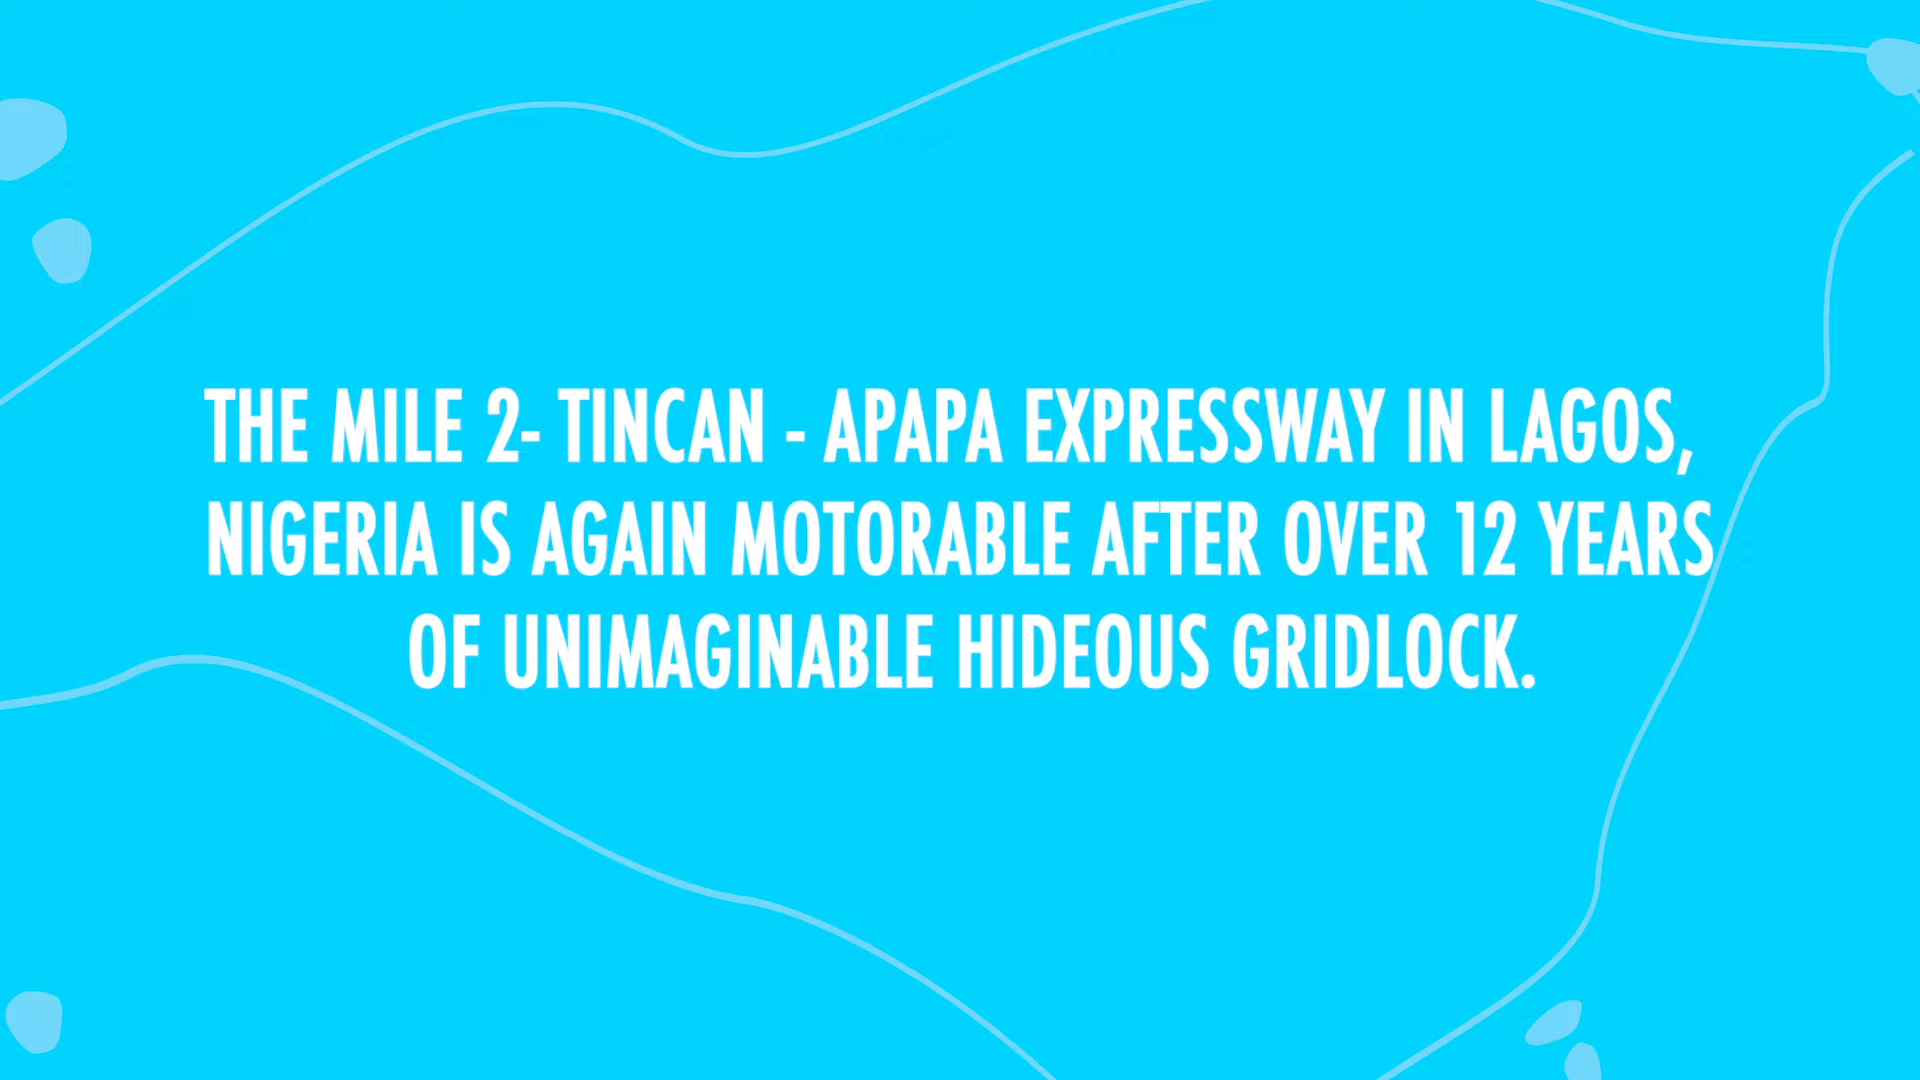 THE MILE 2- TINCAN - APAPA EXPRESSWAY IN LAGOS,
NIGERIA IS AGAIN MOTORABLE AFTER OVER 12 YEARS
OF UNIMAGINABLE HIDEOUS GRIDLOCK.